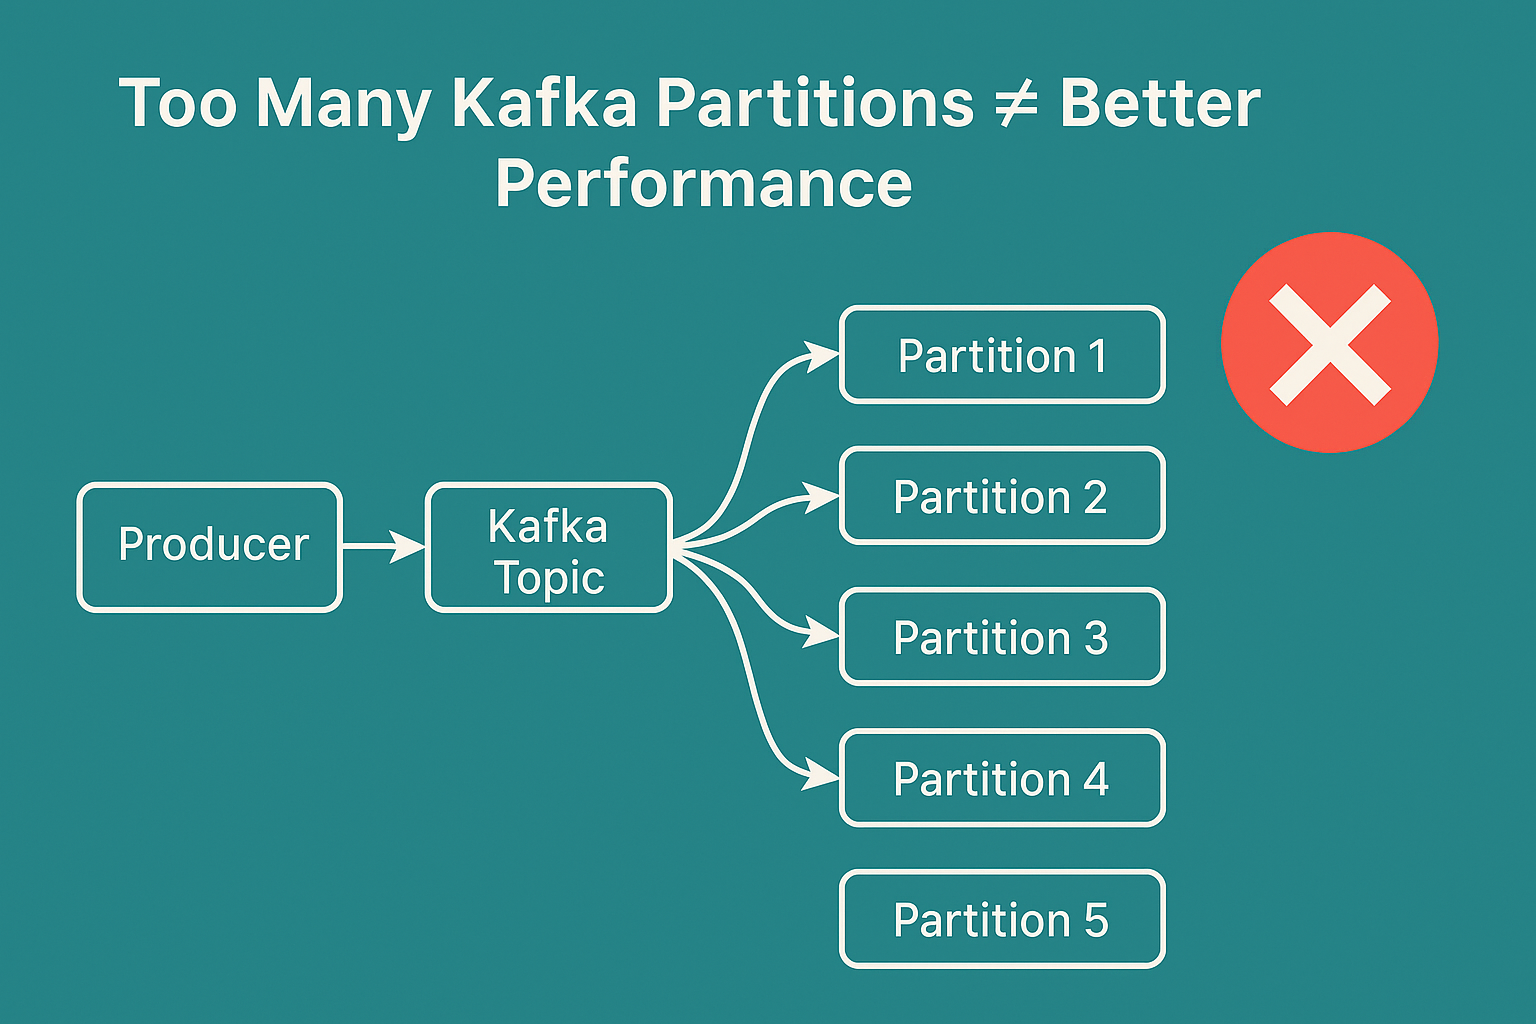 Too Many Kafka Partitions ≠ Better
Performance
Producer
Kafka
Topic
Partition 1
Partition 2
Partition 3
Partition 4
Partition 5